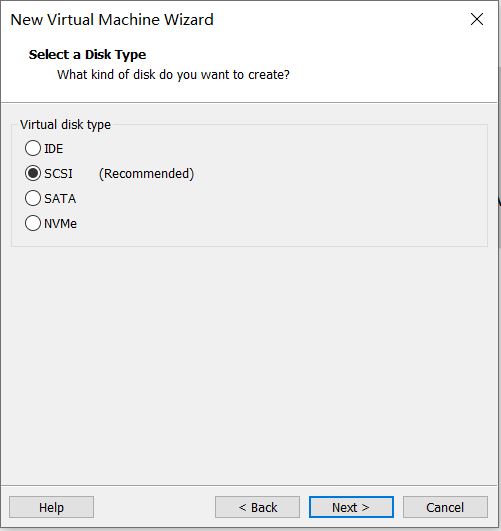 New Virtual Machine Wizard
Select a Disk Type
What kind of disk do you want to create?
Virtual disk type
IDE
SCSI (Recommended)
SATA
NVMe
Help < Back Next > Cancel